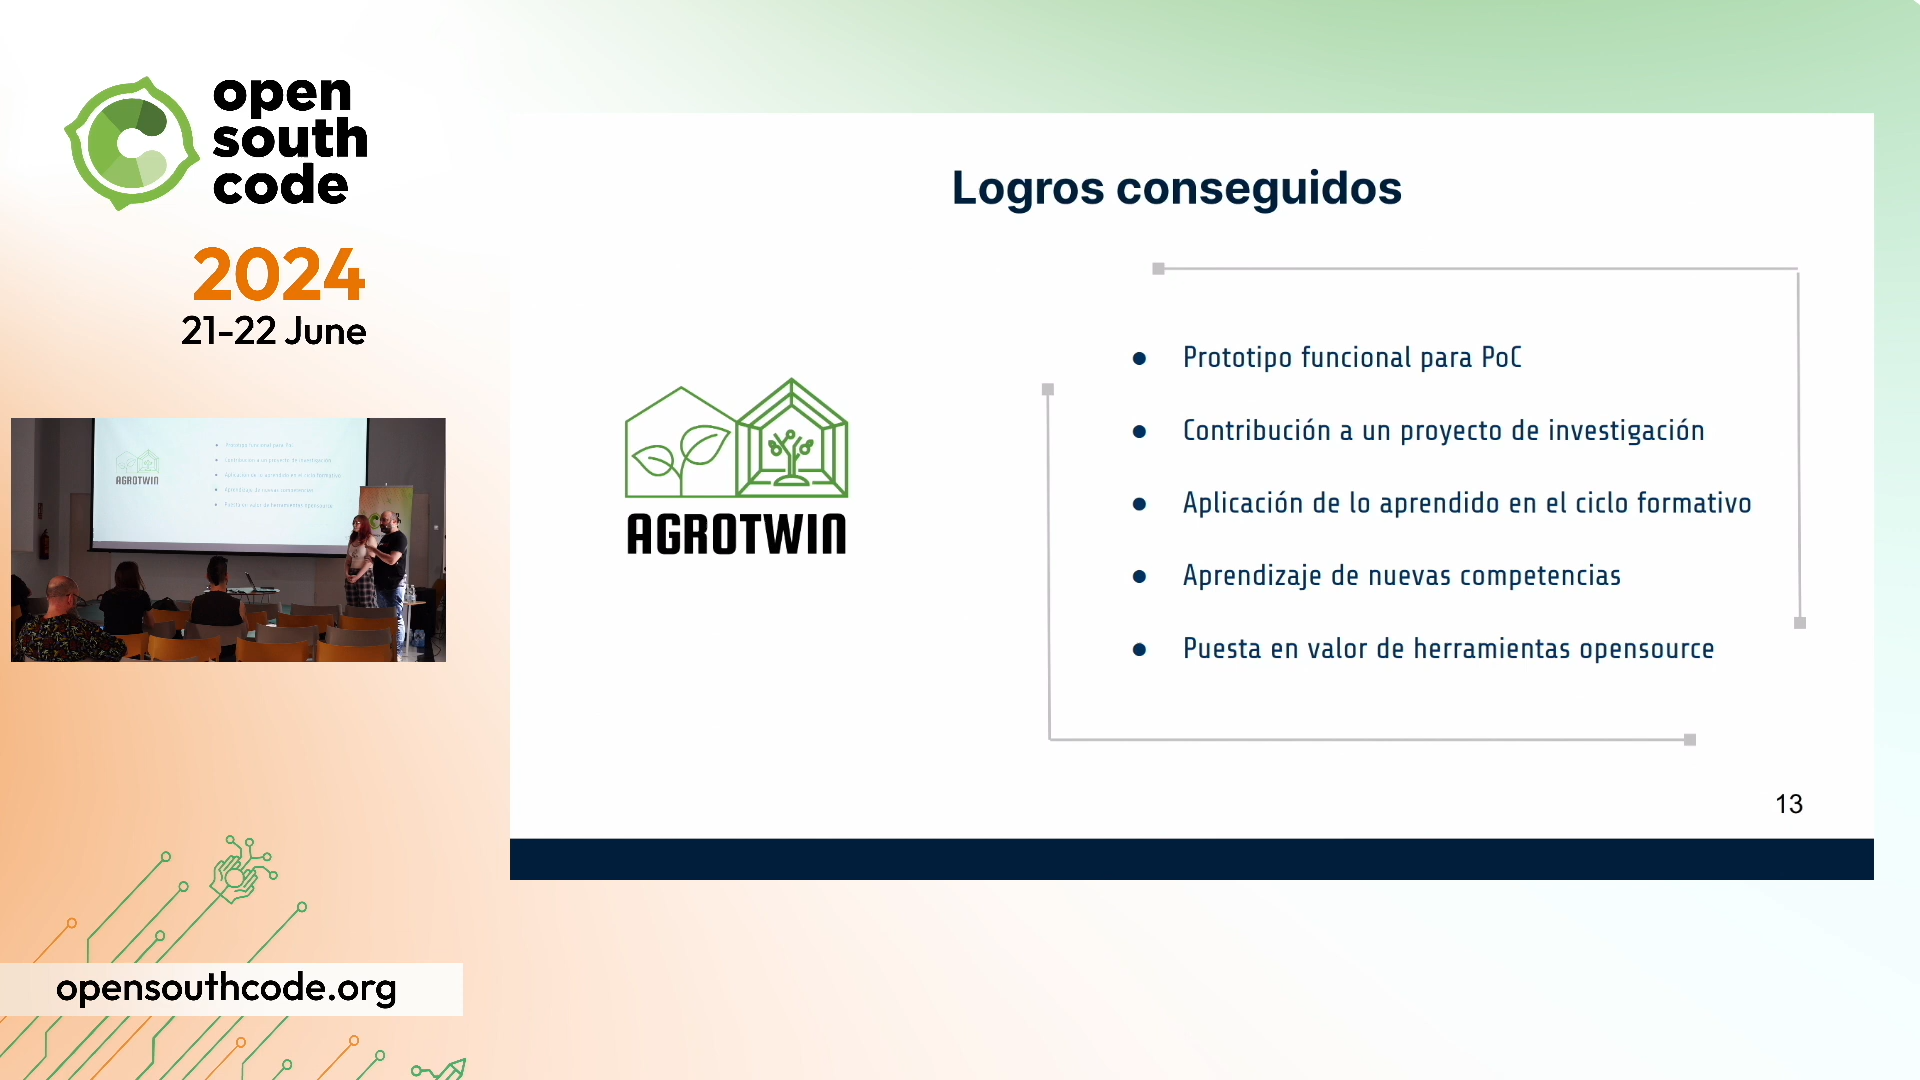 open
south
code
2024
21-22 June
AGROTWIN
opensouthcode.org
Logros conseguidos
AGROTWIN
● Prototipo funcional para PoC
● Contribución a un proyecto de investigación
● Aplicación de lo aprendido en el ciclo formativo
● Aprendizaje de nuevas competencias
● Puesta en valor de herramientas opensource
13